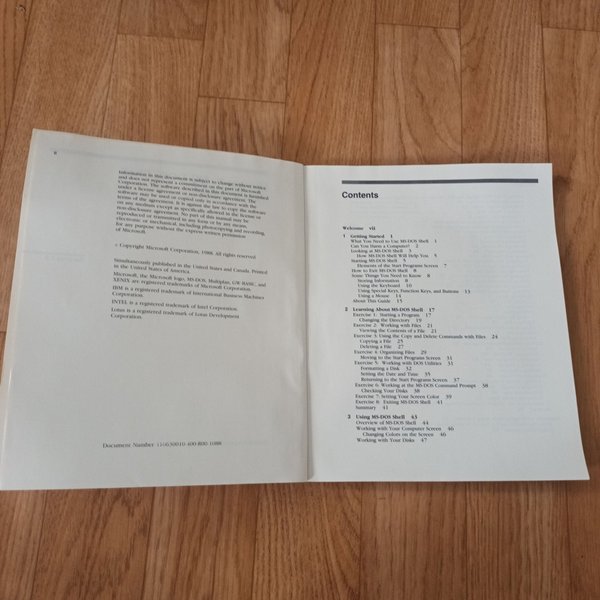 ii
Information in this document is subject to change without notice
and does not represent a commitment on the part of Microsoft
Corporation. The software described in this document is furnished
under a license agreement or non-disclosure agreement. The
software may be used or copied only in accordance with the
terms of the agreement. It is against the law to copy the software
on any medium except as specifically allowed in the license or
non-disclosure agreement. No part of this manual may be
reproduced or transmitted in any form or by any means,
electronic or mechanical, including photocopying and recording,
for any purpose without the express written permission
of Microsoft.
© Copyright Microsoft Corporation, 1988. All rights reserved.
Simultaneously published in the United States and Canada. Printed
in the United States of America.
Microsoft, the Microsoft logo, MS-DOS, Multiplan, GW-BASIC, and
XENIX are registered trademarks of Microsoft Corporation.
IBM is a registered trademark of International Business Machines
Corporation.
INTEL is a registered trademark of Intel Corporation.
Lotus is a registered trademark of Lotus Development
Corporation.
Document Number
Contents
Welcome vii
1 Getting Started 1
What You Need to Use MS-DOS Shell 1
Can You Harm a Computer? 2
Looking at MS-DOS Shell 3
How MS-DOS Shell Will Help You 5
Starting MS-DOS Shell 5
Elements of the Start Programs Screen 7
How to Exit MS-DOS Shell 8
Some Things You Need to Know 8
Storing Information 8
Using the Keyboard 10
Using Special Keys, Function Keys, and Buttons 13
Using a Mouse 14
About This Guide 15
2 Learning About MS-DOS Shell 17
Exercise 1: Starting a Program 17
Changing the Directory 19
Exercise 2: Working with Files 21
Viewing the Contents of a File 21
Exercise 3: Using the Copy and Delete Commands with Files 24
Copying a File 25
Deleting a File 27
Exercise 4: Organizing Files 29
Moving to the Start Programs Screen 31
Exercise 5: Working with DOS Utilities 31
Formatting a Disk 32
Setting the Date and Time 35
Returning to the Start Programs Screen 37
Exercise 6: Working at the MS-DOS Command Prompt 38
Checking Your Disks 38
Exercise 7: Setting Your Screen Color 39
Exercise 8: Exiting MS-DOS Shell 41
Summary 41
3 Using MS-DOS Shell 43
Overview of MS-DOS Shell 44
Working with Your Computer Screen 46
Changing Colors on the Screen 46
Working with Your Disks 47